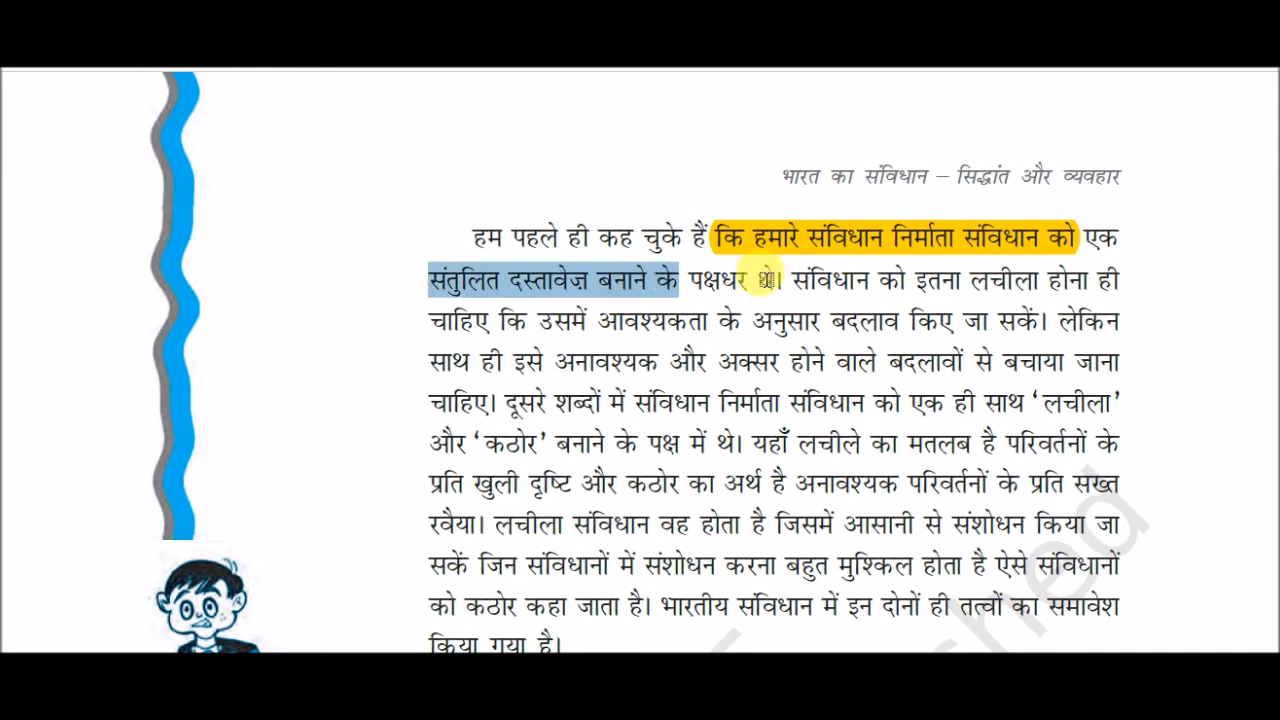 भारत का संविधान – सिद्धांत और व्यवहार
हम पहले ही कह चुके हैं कि हमारे संविधान निर्माता संविधान को एक
संतुलित दस्तावेज़ बनाने के पक्षधर थे। संविधान को इतना लचीला होना ही
चाहिए कि उसमें आवश्यकता के अनुसार बदलाव किए जा सकें। लेकिन
साथ ही इसे अनावश्यक और अक्सर होने वाले बदलावों से बचाया जाना
चाहिए। दूसरे शब्दों में संविधान निर्माता संविधान को एक ही साथ ‘लचीला’
और ‘कठोर’ बनाने के पक्ष में थे। यहाँ लचीले का मतलब है परिवर्तनों के
प्रति खुली दृष्टि और कठोर का अर्थ है अनावश्यक परिवर्तनों के प्रति सख्त
रवैया। लचीला संविधान वह होता है जिसमें आसानी से संशोधन किया जा
सकें जिन संविधानों में संशोधन करना बहुत मुश्किल होता है ऐसे संविधानों
को कठोर कहा जाता है। भारतीय संविधान में इन दोनों ही तत्वों का समावेश
किया गया है।